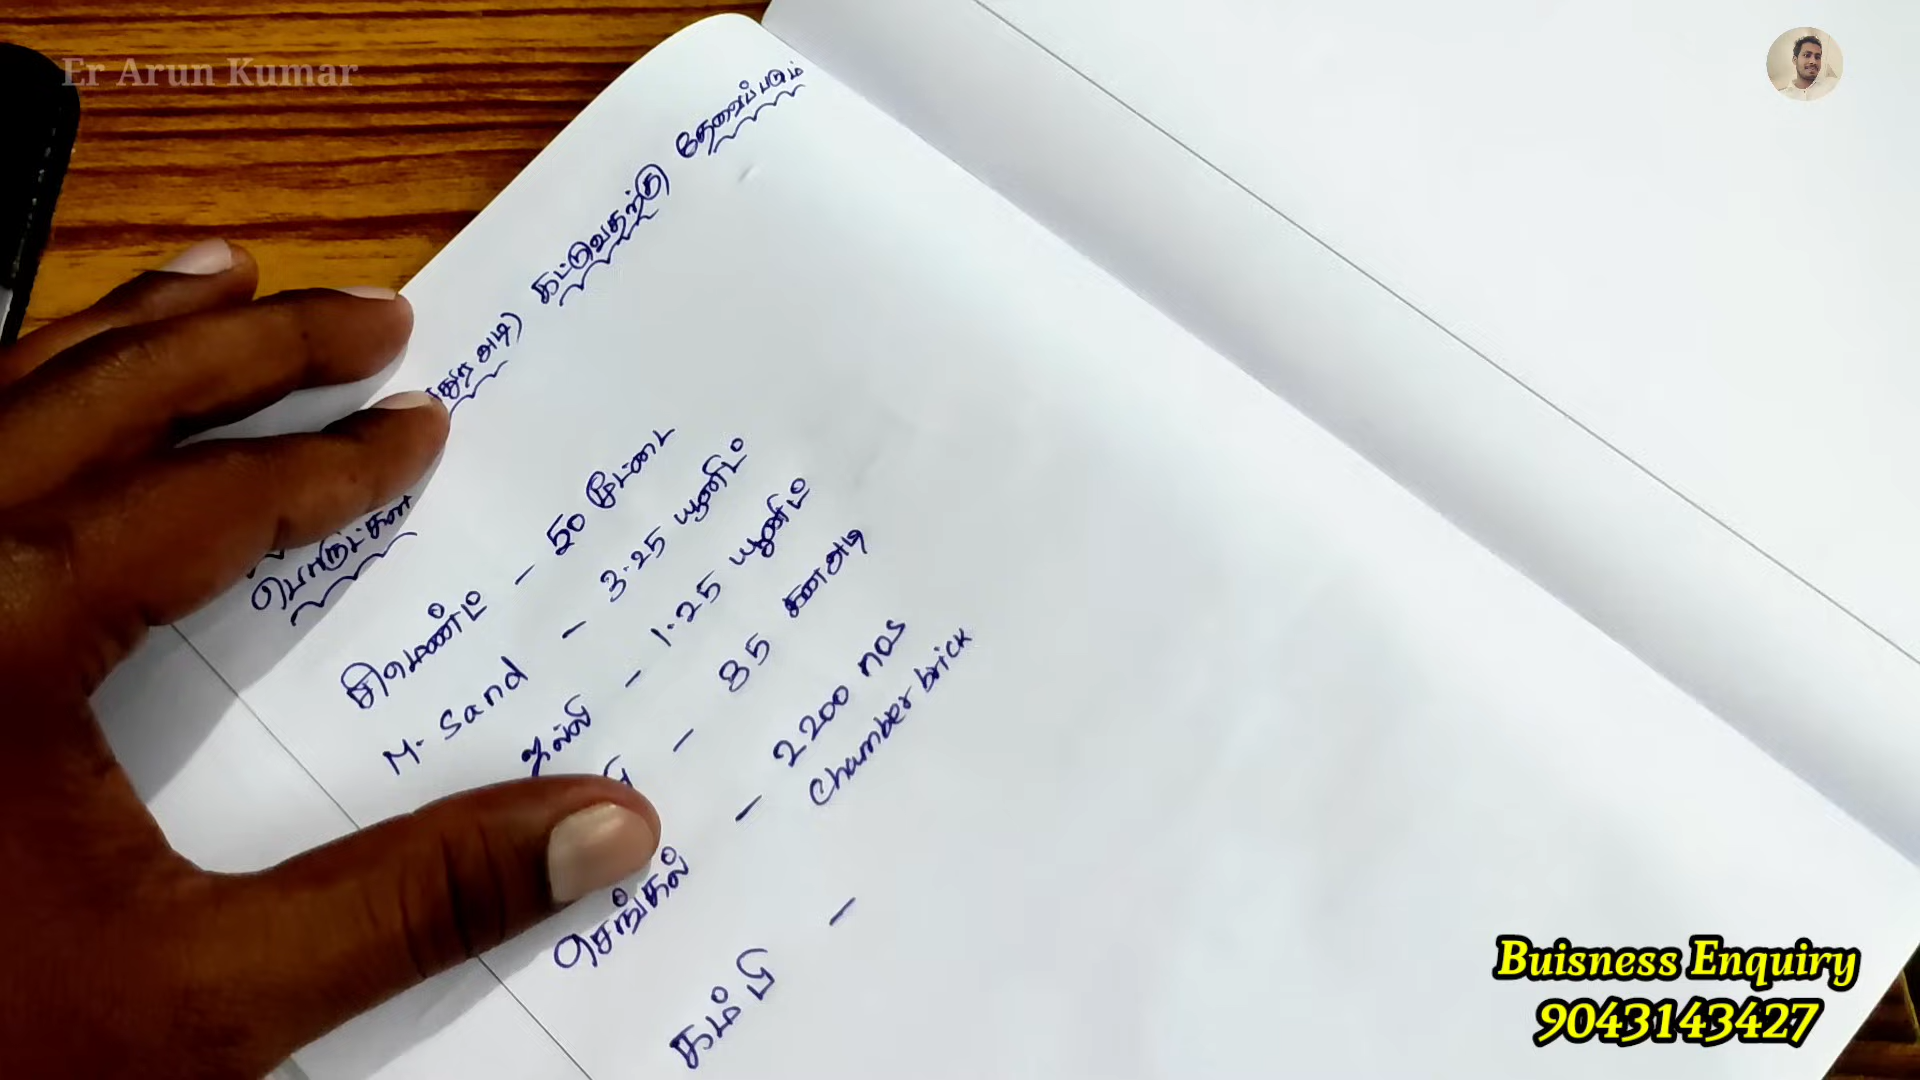 Er Arun Kumar
அடி) கட்டுவதற்கு தேவைப்படும்
பொருட்கள்
சிமெண்ட் - 50 மூட்டை
M. Sand - 3.25 யூனிட்
ஜல்லி - 1.25 யூனிட்
- 85 கனஅடி
செங்கல் - 2200 nos
Chamber brick
கம்பி -
Buisness Enquiry
9043143427